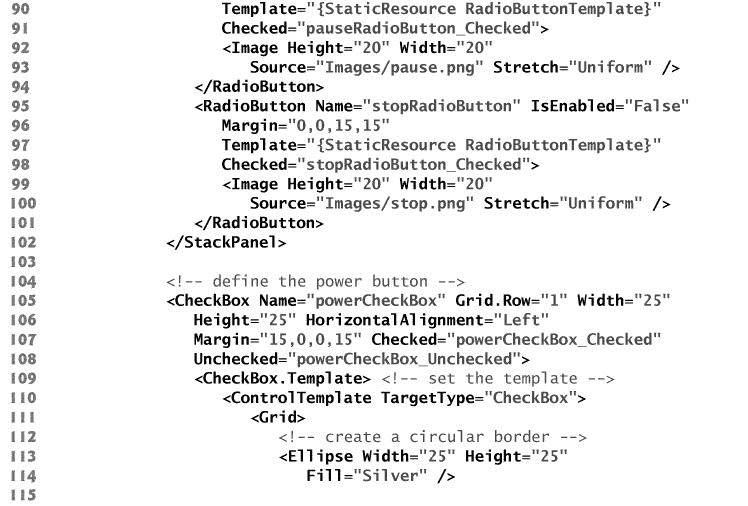 90 Template="{StaticResource RadioButtonTemplate}"
91 Checked="pauseRadioButton_Checked">
92 <Image Height="20" Width="20"
93 Source="Images/pause.png" Stretch="Uniform" />
94 </RadioButton>
95 <RadioButton Name="stopRadioButton" IsEnabled="False"
96 Margin="0,0,15,15"
97 Template="{StaticResource RadioButtonTemplate}"
98 Checked="stopRadioButton_Checked">
99 <Image Height="20" Width="20"
100 Source="Images/stop.png" Stretch="Uniform" />
101 </RadioButton>
102 </StackPanel>
103
104 <!-- define the power button -->
105 <CheckBox Name="powerCheckBox" Grid.Row="1" Width="25"
106 Height="25" HorizontalAlignment="Left"
107 Margin="15,0,0,15" Checked="powerCheckBox_Checked"
108 Unchecked="powerCheckBox_Unchecked">
109 <CheckBox.Template> <!-- set the template -->
110 <ControlTemplate TargetType="CheckBox">
111 <Grid>
112 <!-- create a circular border -->
113 <Ellipse Width="25" Height="25"
114 Fill="Silver" />
115